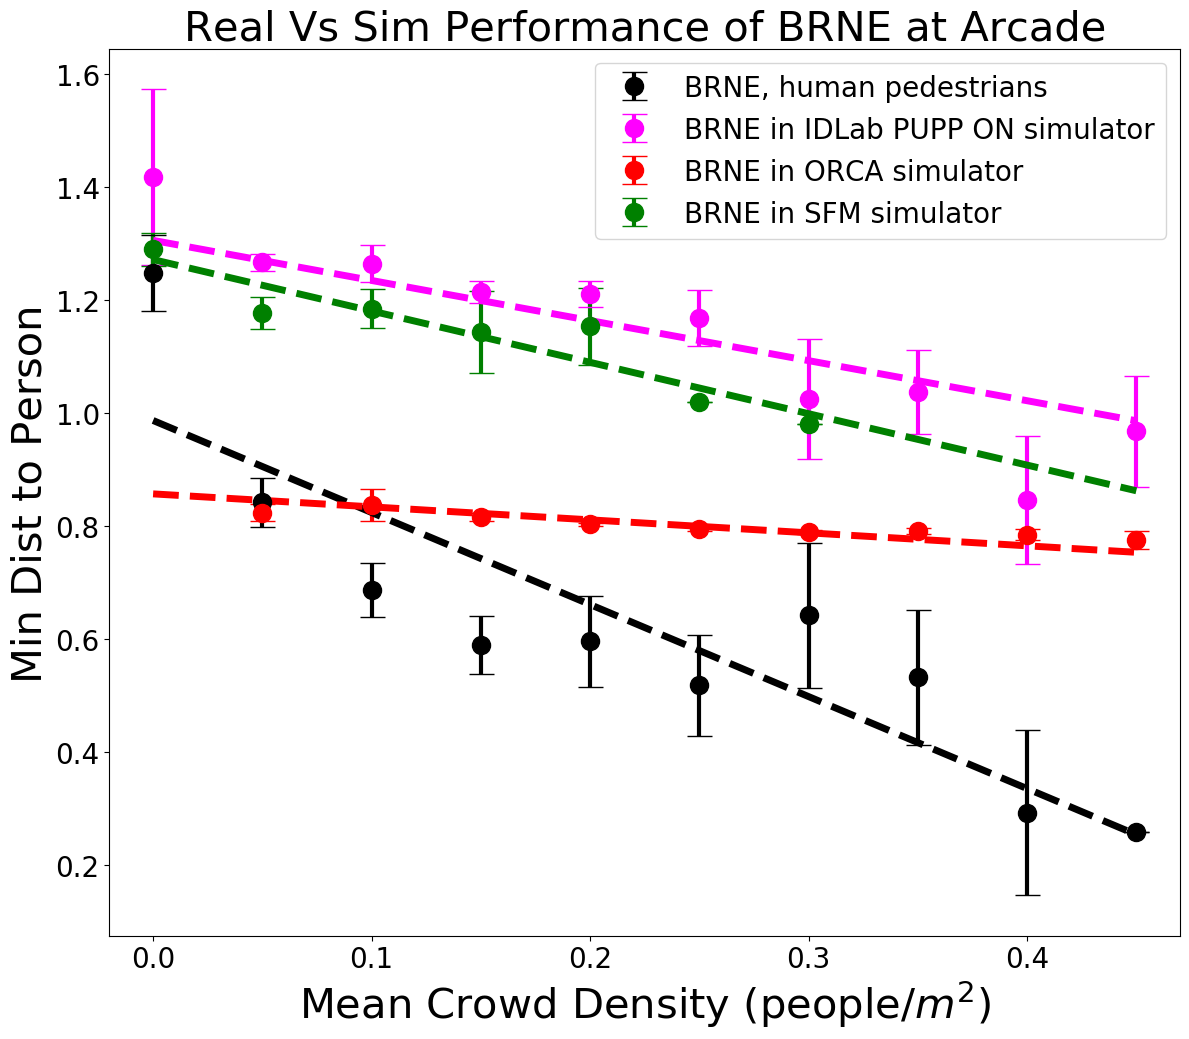 Real Vs Sim Performance of BRNE at Arcade
BRNE, human pedestrians
BRNE in IDLab PUPP ON simulator
BRNE in ORCA simulator
BRNE in SFM simulator
Min Dist to Person
1.6
1.4
1.2
1.0
0.8
0.6
0.4
0.2
0.0 0.1 0.2 0.3 0.4
Mean Crowd Density (people/m²)